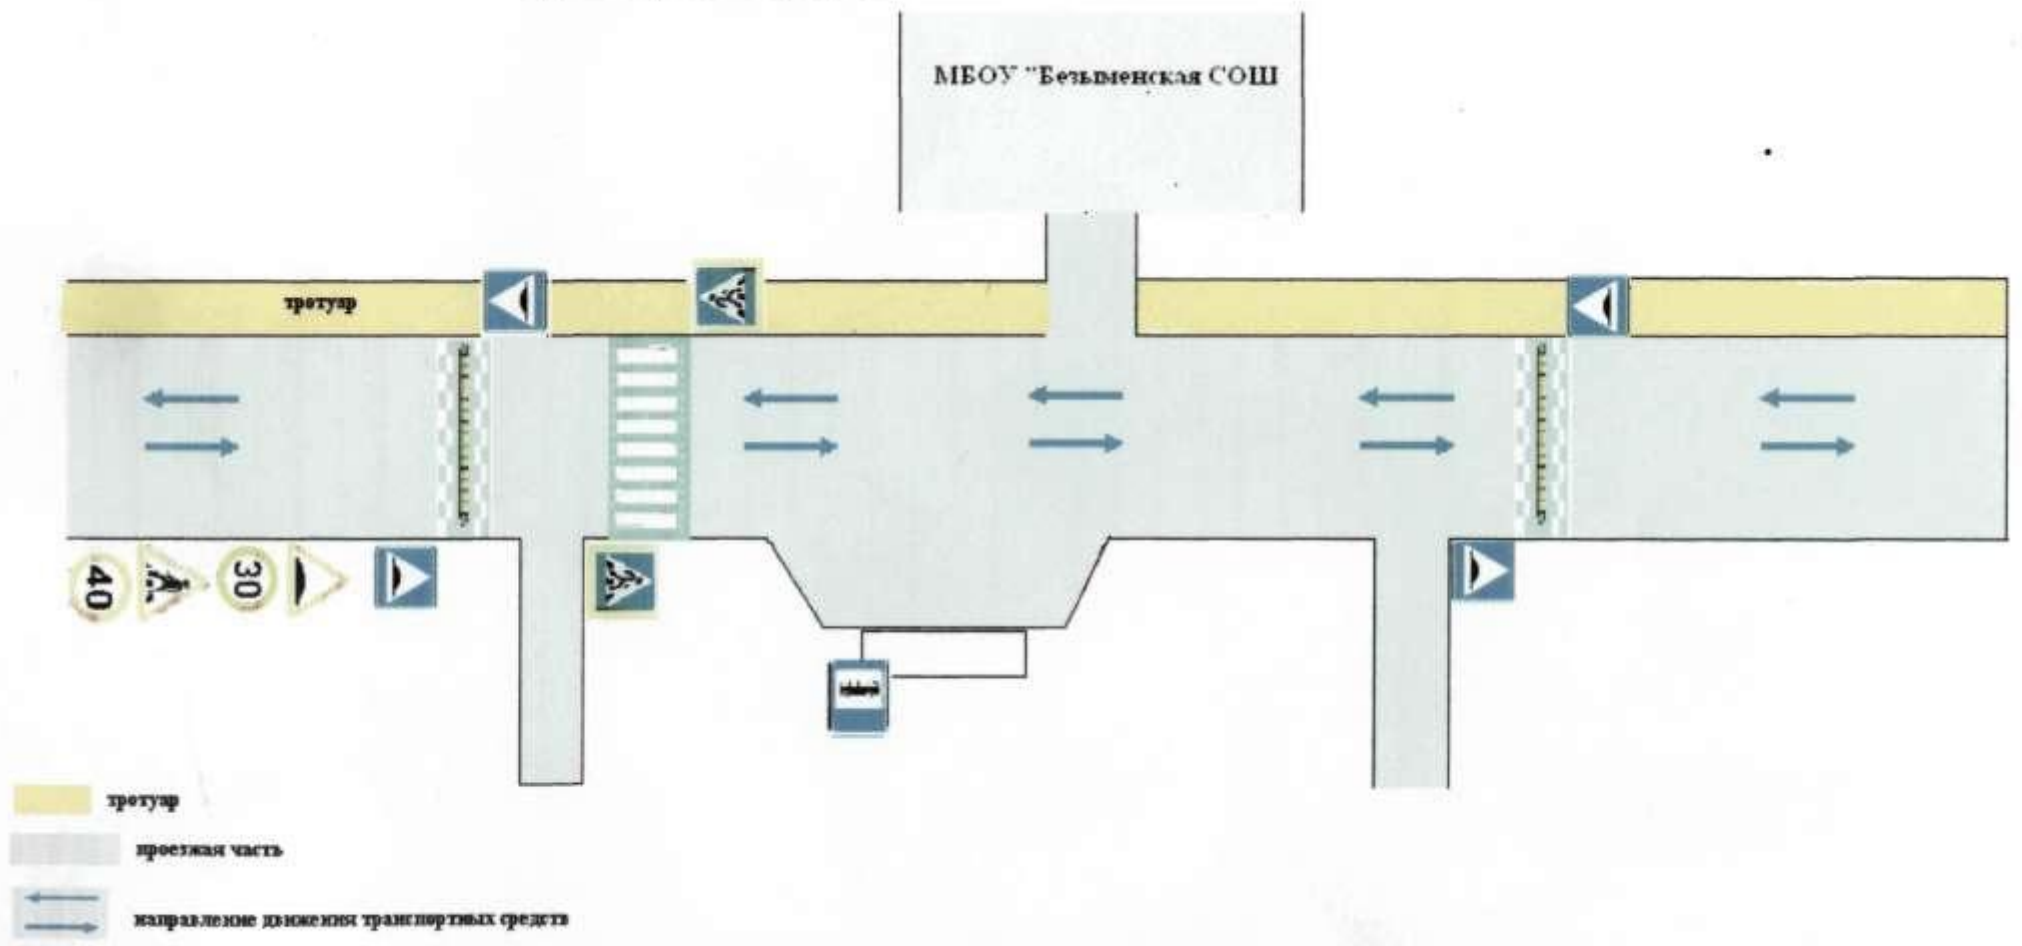 МБОУ "Безыменская СОШ
тротуар
40
30
тротуар
проезжая часть
направление движения транспортных средств